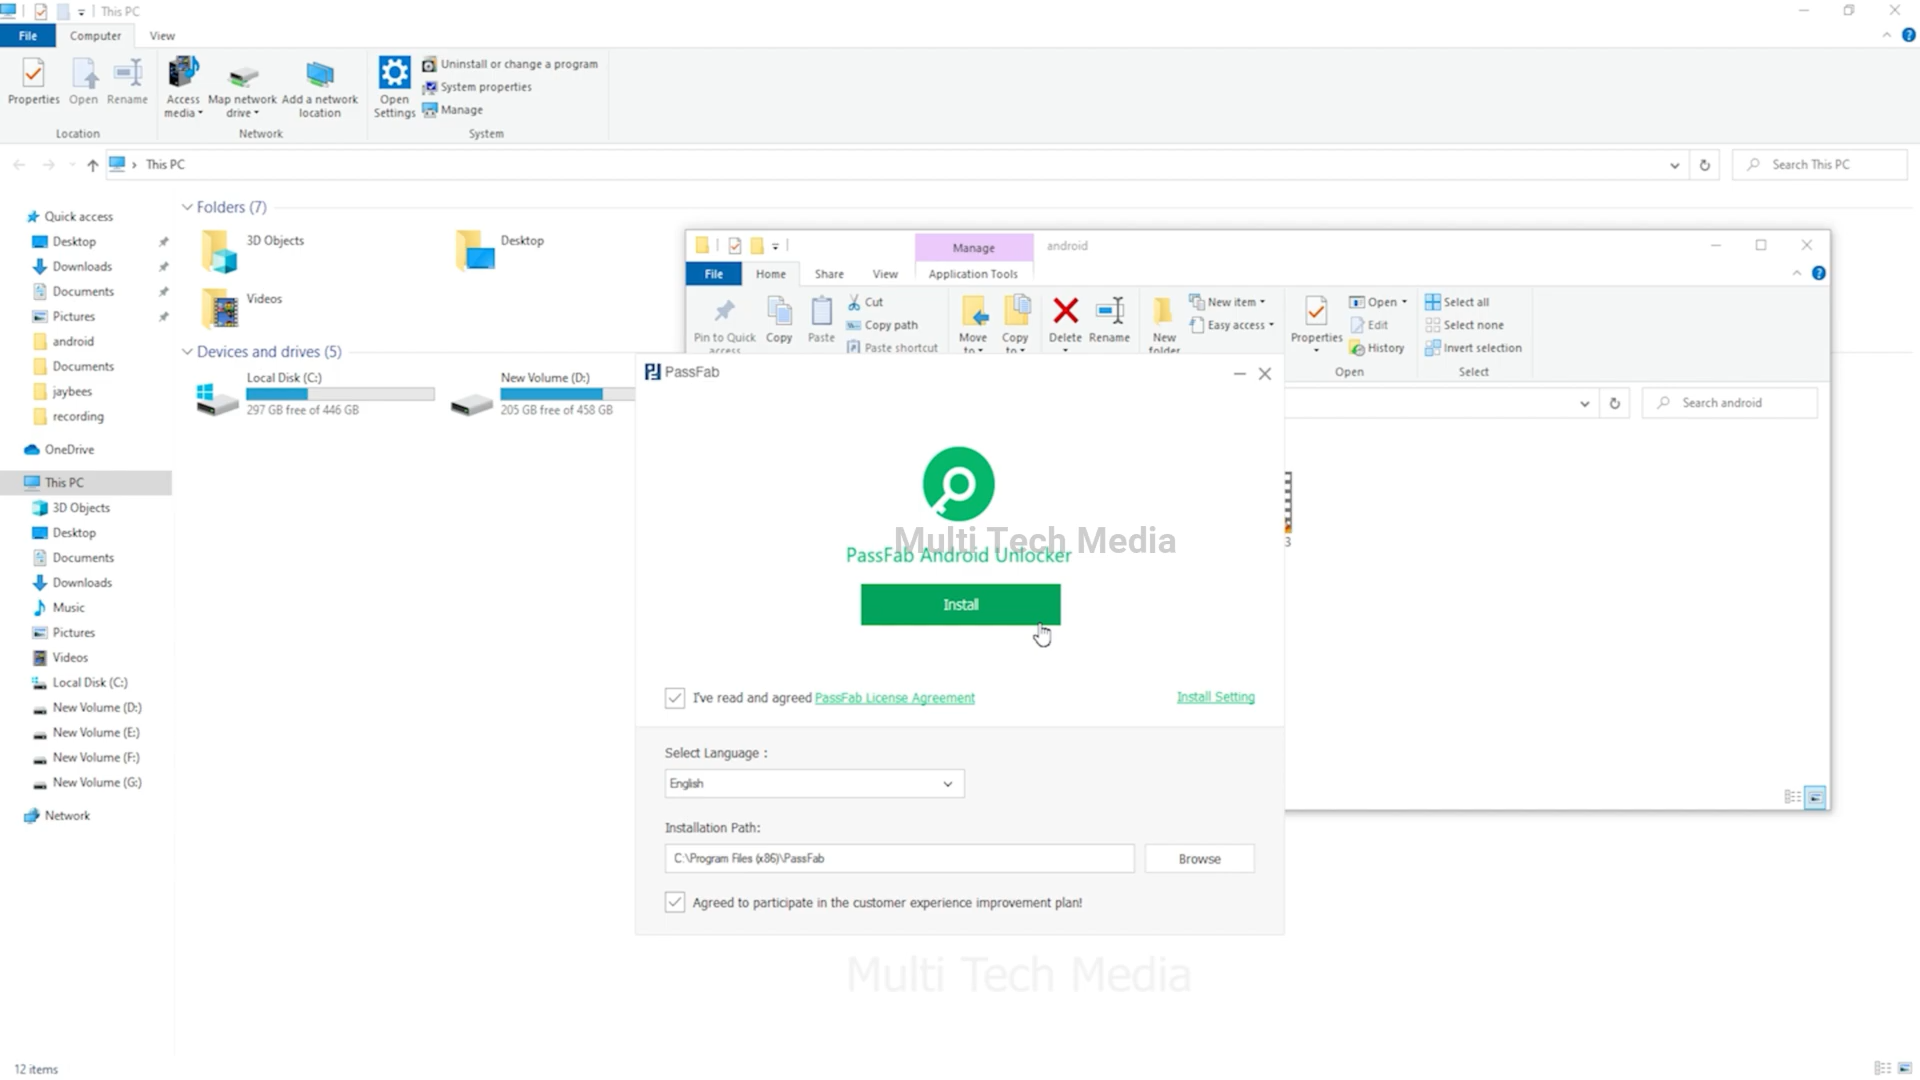 This PC
File
Computer
View
Properties
Open
Rename
Access media
Map network drive
Add a network location
Open Settings
Uninstall or change a program
System properties
Manage
Location
Network
System
This PC
Search This PC
Quick access
Desktop
Downloads
Documents
Pictures
android
Documents
jaybees
recording
OneDrive
This PC
3D Objects
Desktop
Documents
Downloads
Music
Pictures
Videos
Local Disk (C:)
New Volume (D:)
New Volume (E:)
New Volume (F:)
New Volume (G:)
Network
Folders (7)
3D Objects
Desktop
Videos
Devices and drives (5)
Local Disk (C:)
297 GB free of 446 GB
New Volume (D:)
205 GB free of 458 GB
Manage
android
File
Home
Share
View
Application Tools
Pin to Quick access
Copy
Paste
Cut
Copy path
Paste shortcut
Move to
Copy to
Delete
Rename
New folder
New item
Easy access
Properties
Open
Edit
History
Select all
Select none
Invert selection
Open
Select
Search android
3
PassFab
Multi Tech Media
PassFab Android Unlocker
Install
I've read and agreed PassFab License Agreement
Install Setting
Select Language :
English
Installation Path:
C:\Program Files (x86)\PassFab
Browse
Agreed to participate in the customer experience improvement plan!
Multi Tech Media
12 items